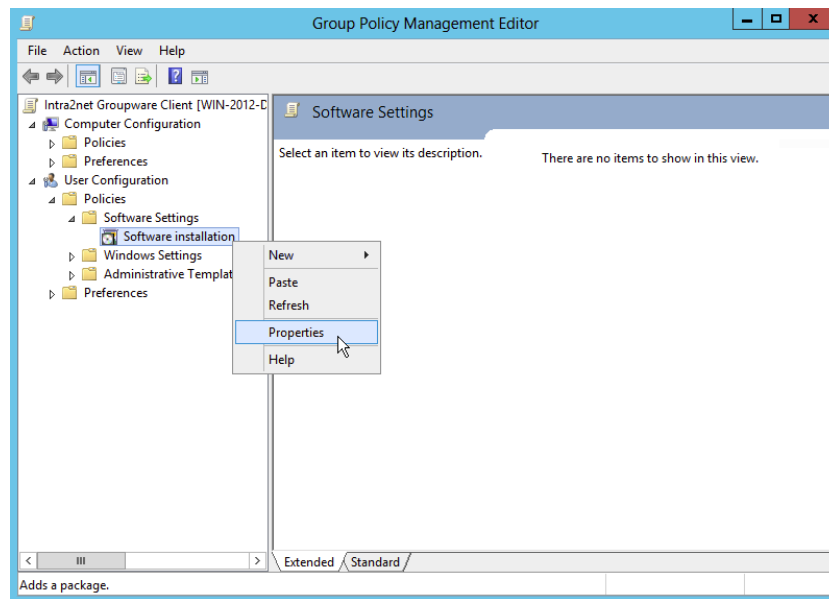 Group Policy Management Editor
File Action View Help
Intra2net Groupware Client [WIN-2012-D
Computer Configuration
Policies
Preferences
User Configuration
Policies
Software Settings
Software installation
Windows Settings
Administrative Templat
Preferences
Software Settings
Select an item to view its description.
There are no items to show in this view.
New
Paste
Refresh
Properties
Help
Extended Standard
Adds a package.